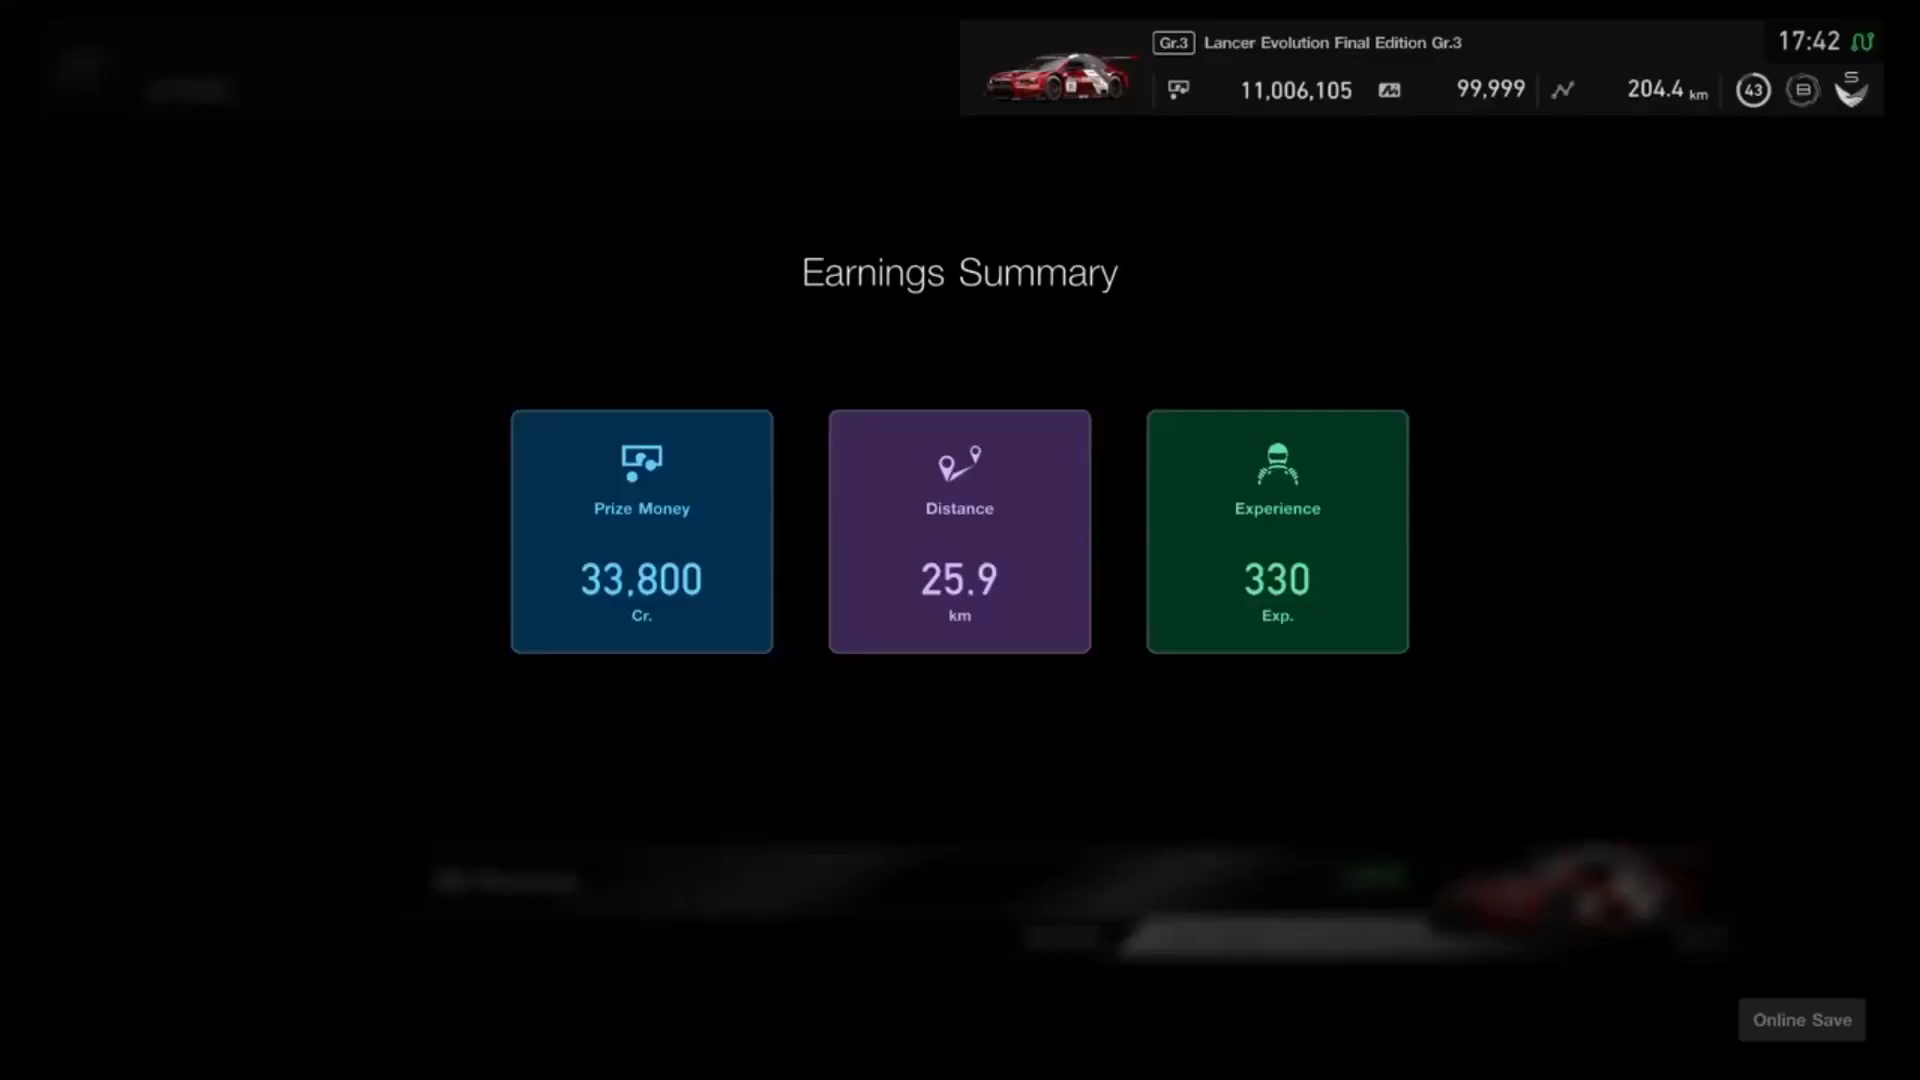 Gr.3 Lancer Evolution Final Edition Gr.3 17:42
11,006,105 99,999 204.4 km 43 B S
Earnings Summary
Prize Money
33,800
Cr.
Distance
25.9
km
Experience
330
Exp.
Online Save